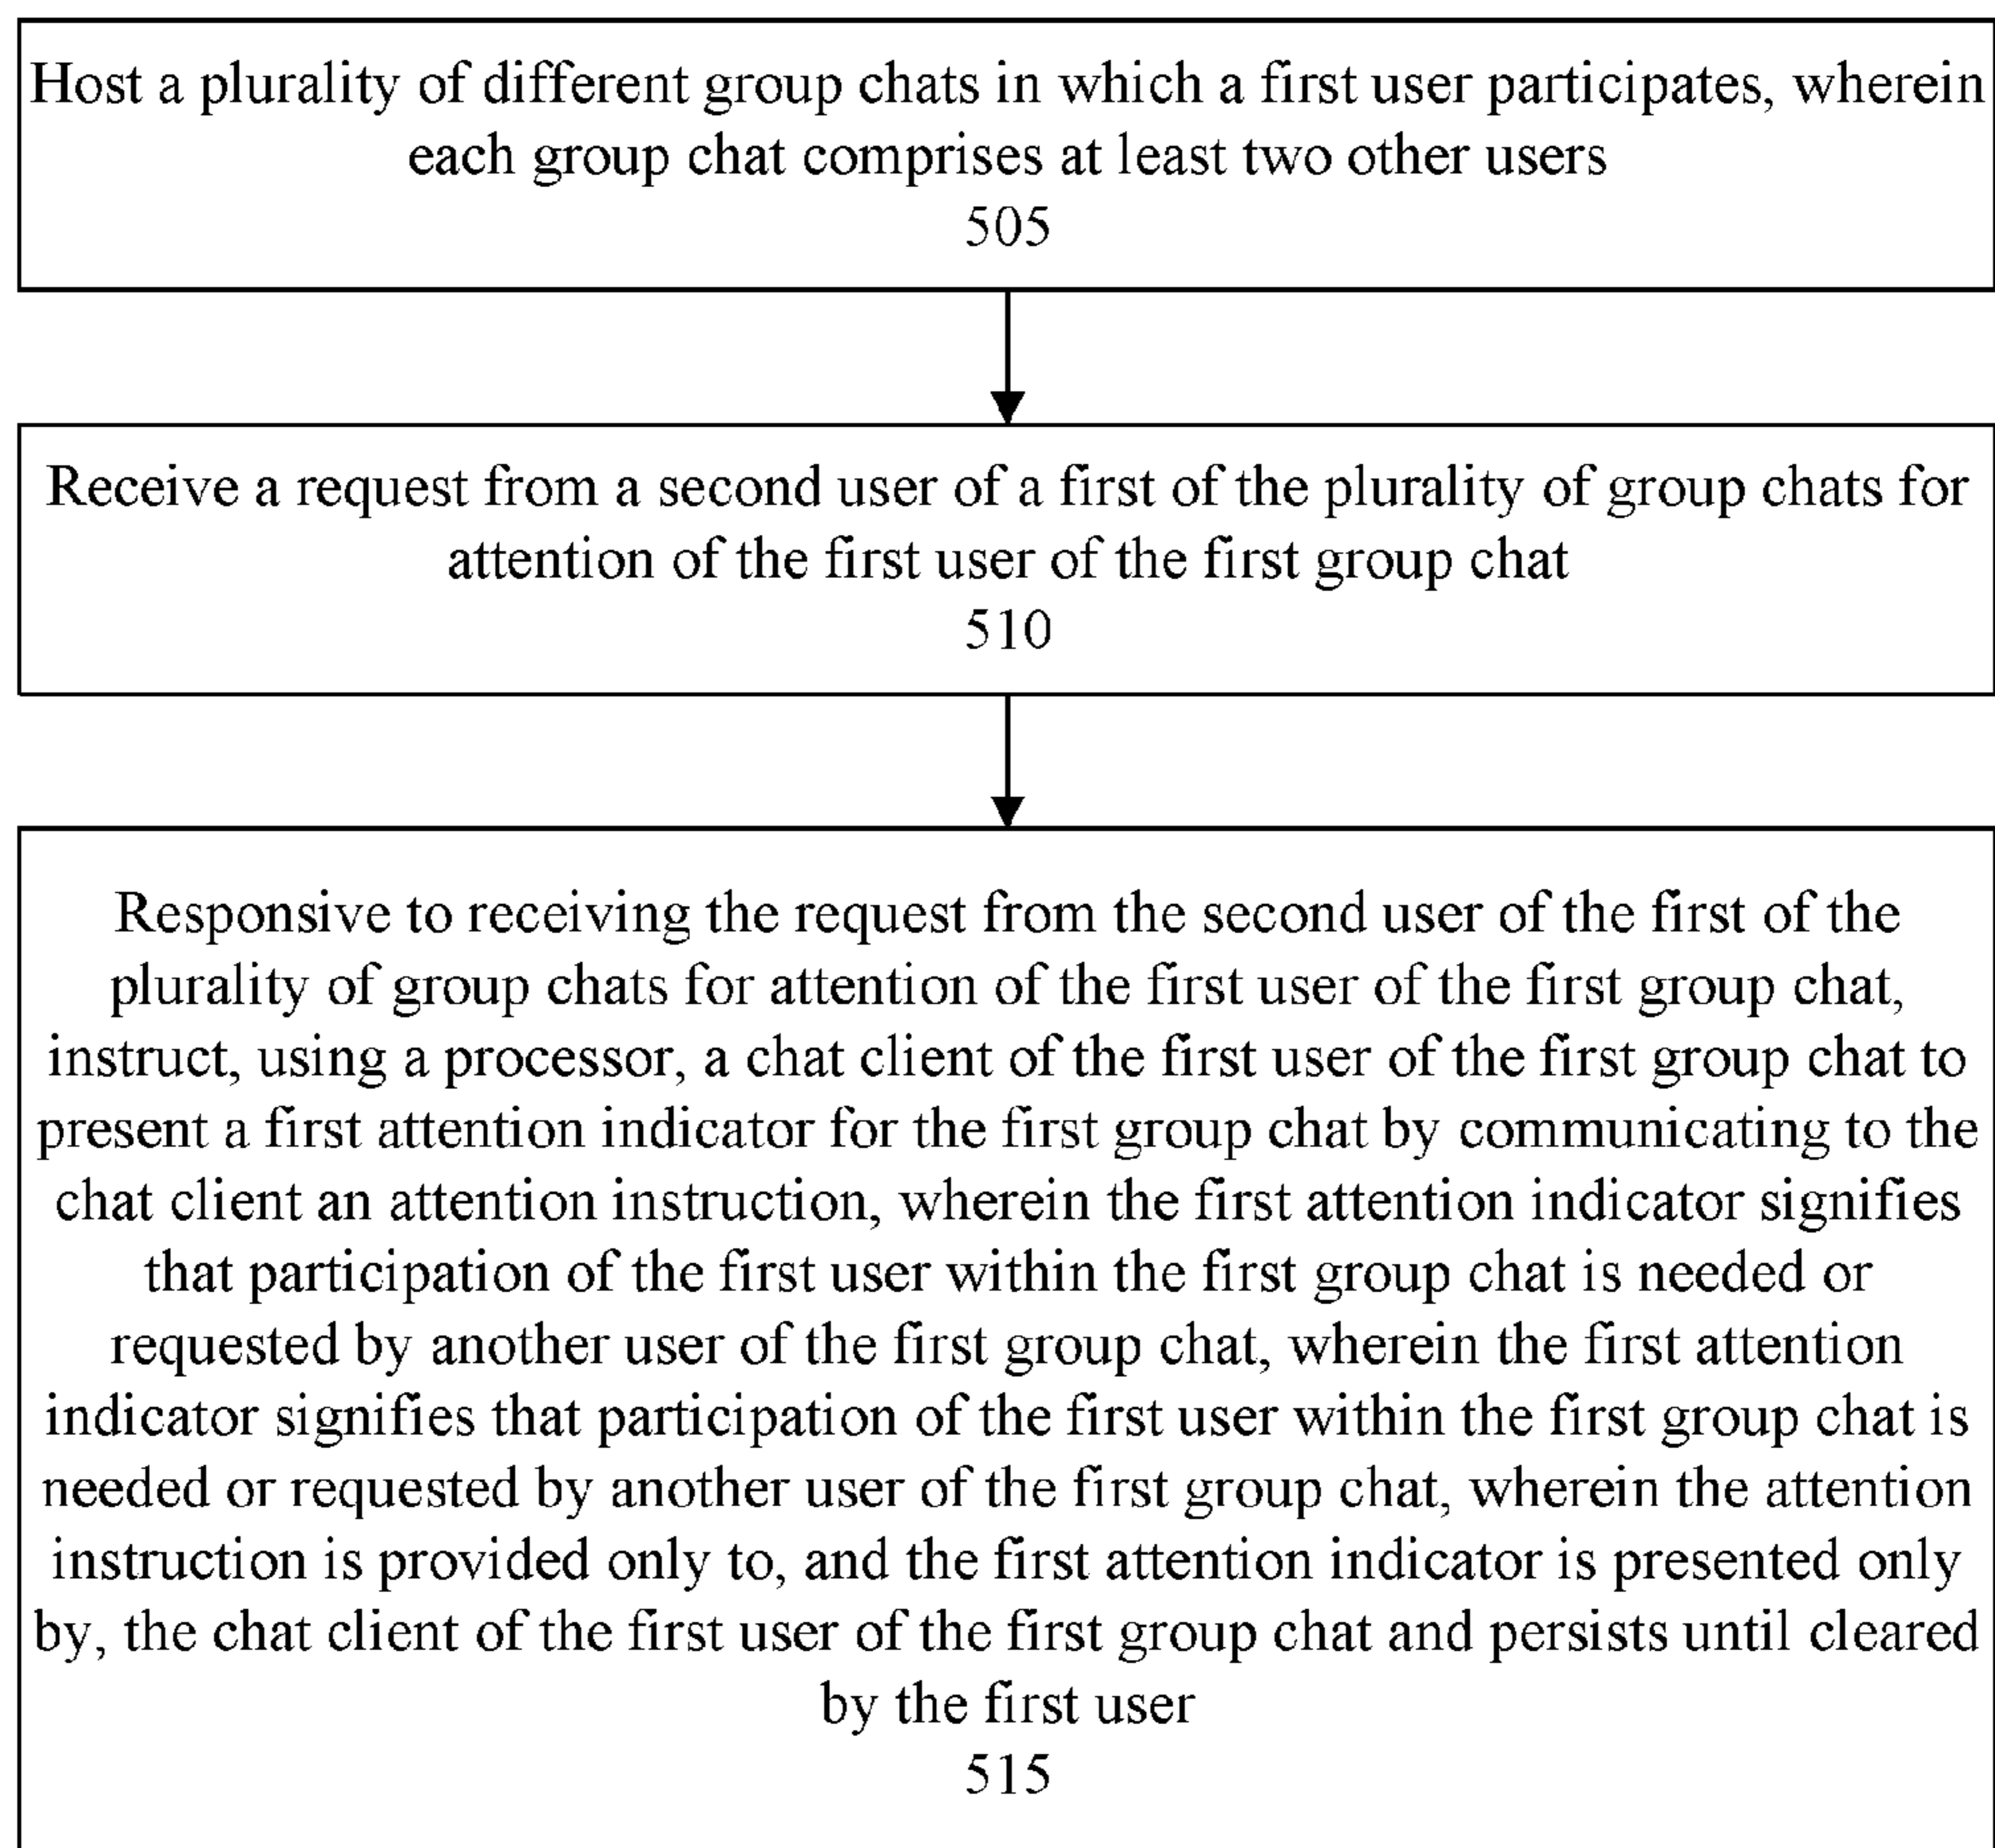 Host a plurality of different group chats in which a first user participates, wherein
each group chat comprises at least two other users
505
Receive a request from a second user of a first of the plurality of group chats for
attention of the first user of the first group chat
510
Responsive to receiving the request from the second user of the first of the
plurality of group chats for attention of the first user of the first group chat,
instruct, using a processor, a chat client of the first user of the first group chat to
present a first attention indicator for the first group chat by communicating to the
chat client an attention instruction, wherein the first attention indicator signifies
that participation of the first user within the first group chat is needed or
requested by another user of the first group chat, wherein the first attention
indicator signifies that participation of the first user within the first group chat is
needed or requested by another user of the first group chat, wherein the attention
instruction is provided only to, and the first attention indicator is presented only
by, the chat client of the first user of the first group chat and persists until cleared
by the first user
515